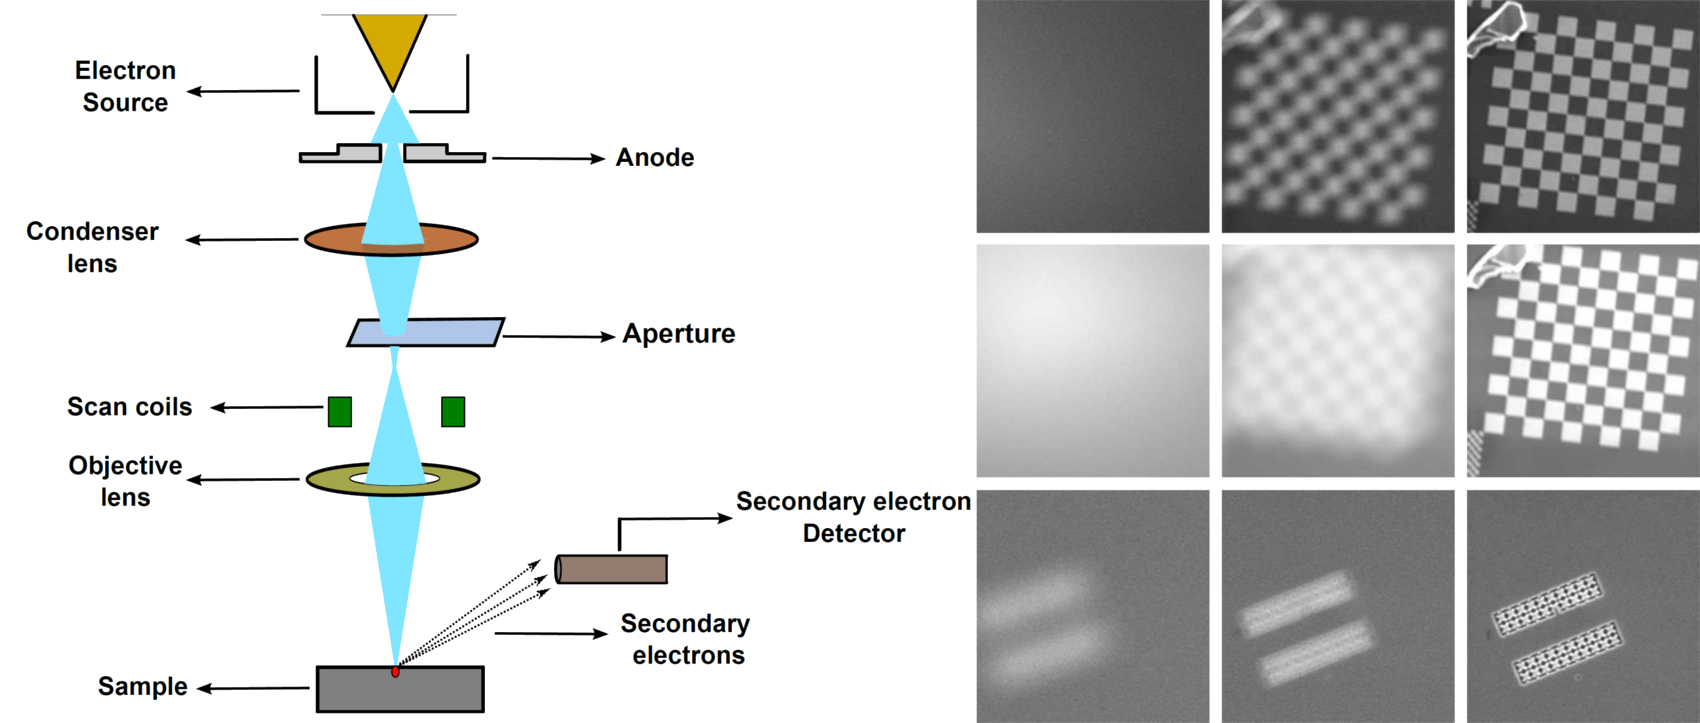 Electron
Source
Anode
Condenser
lens
Aperture
Scan coils
Objective
lens
Secondary electron
Detector
Secondary
electrons
Sample